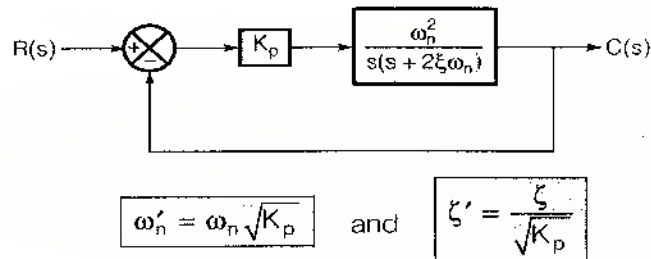 R(s) + − K_p ω_n^2 / s(s + 2ξω_n) C(s)
ω′_n = ω_n √K_p and ζ′ = ζ / √K_p